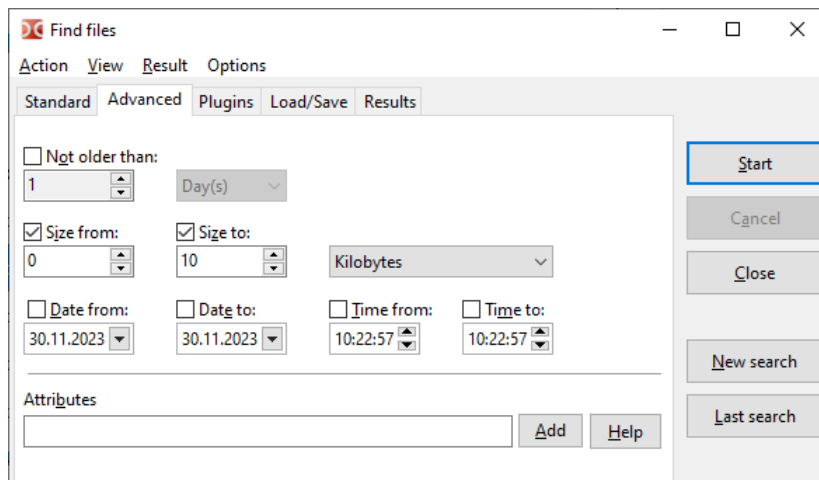 Find files
Action View Result Options
Standard Advanced Plugins Load/Save Results
Not older than:
1 Day(s)
Start
Cancel
Size from: Size to:
0 10 Kilobytes
Close
Date from: Date to: Time from: Time to:
30.11.2023 30.11.2023 10:22:57 10:22:57
New search
Attributes
Last search
Add Help